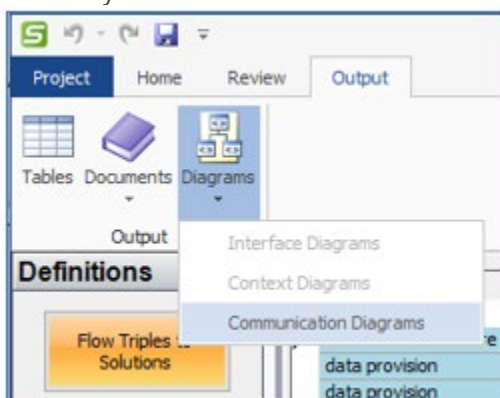 Project Home Review Output
Tables Documents Diagrams
Output
Interface Diagrams
Context Diagrams
Communication Diagrams
Definitions
Flow Triples
Solutions
data provision
data provision